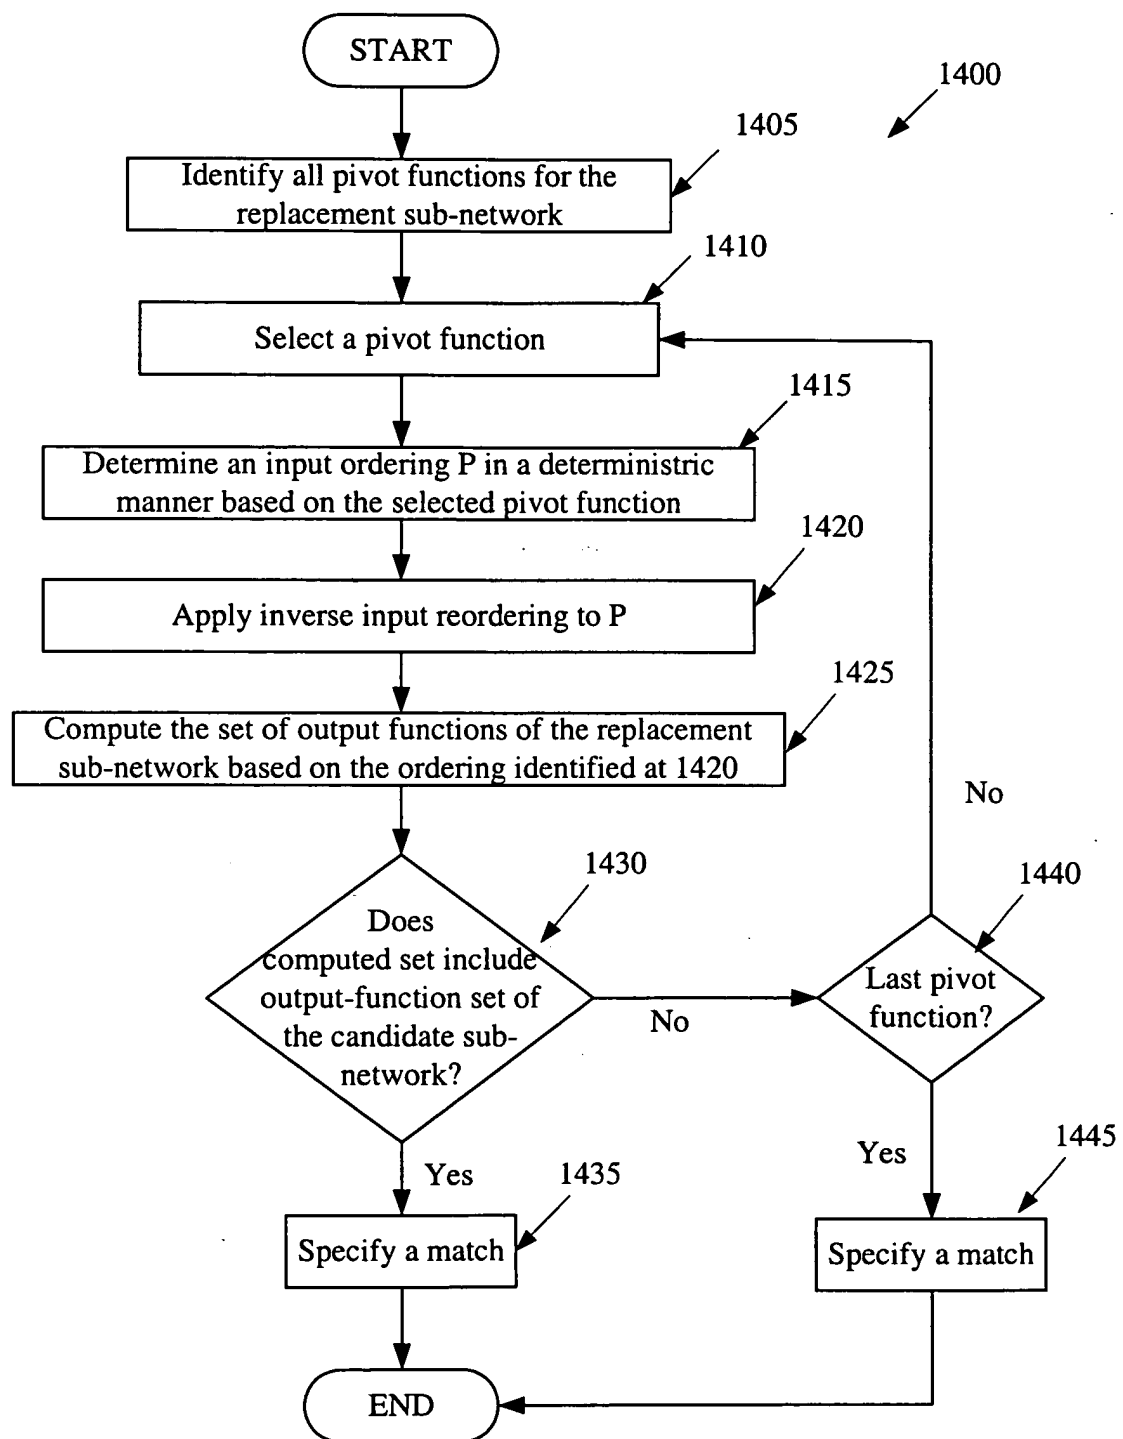 START
1400
1405
Identify all pivot functions for the
replacement sub-network
1410
Select a pivot function
1415
Determine an input ordering P in a deterministric
manner based on the selected pivot function
1420
Apply inverse input reordering to P
1425
Compute the set of output functions of the replacement
sub-network based on the ordering identified at 1420
No
1430
Does
computed set include
output-function set of
the candidate sub-
network?
No
1440
Last pivot
function?
Yes
1435
Specify a match
Yes
1445
Specify a match
END